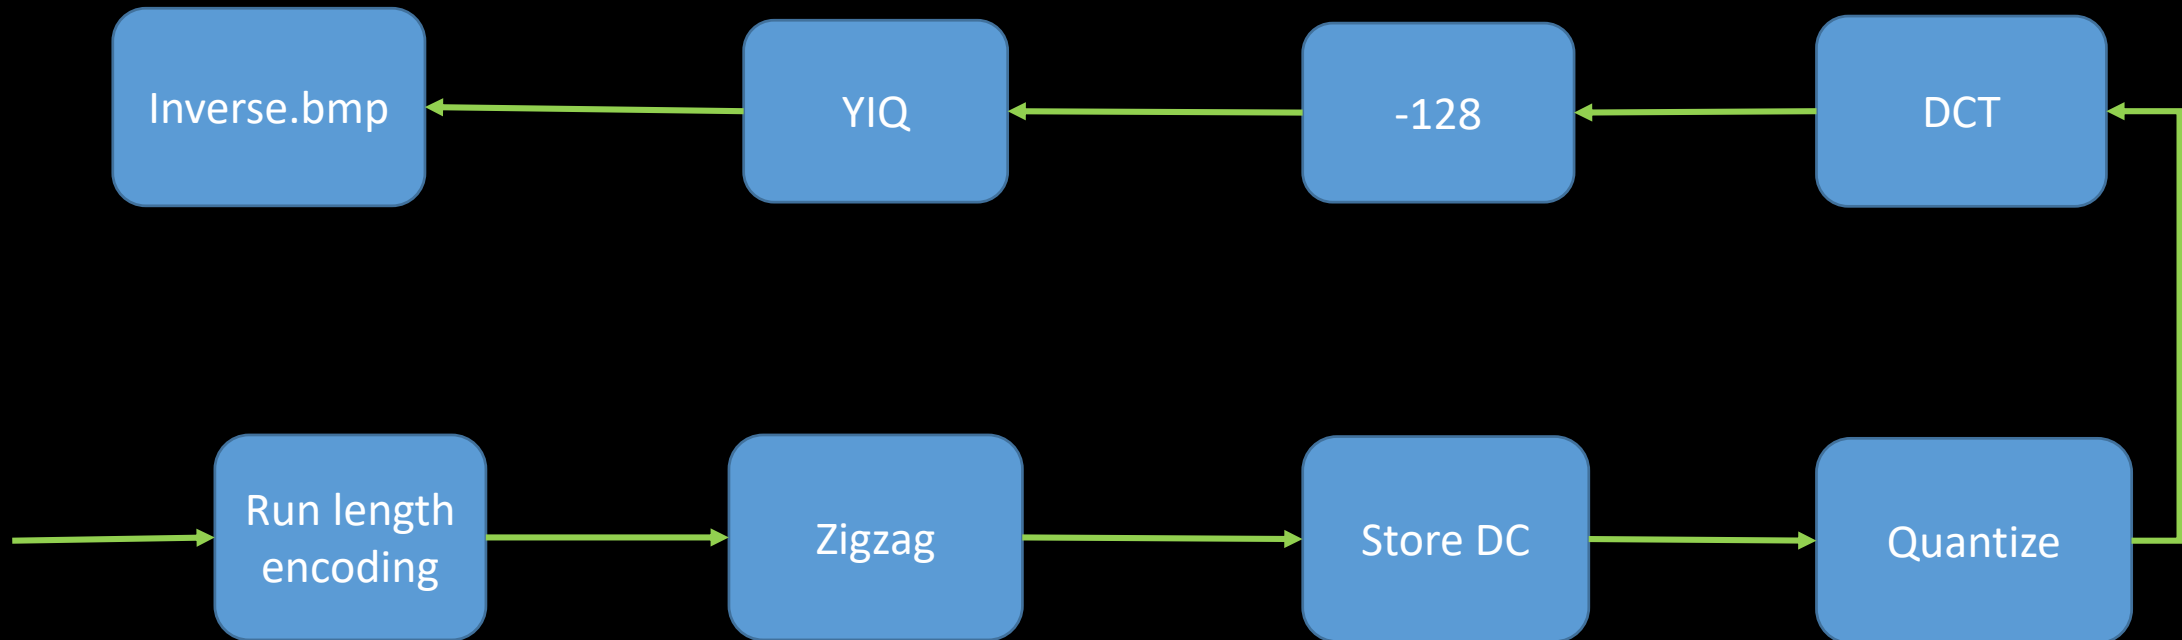 Inverse.bmp
YIQ
-128
DCT
Run length
encoding
Zigzag
Store DC
Quantize